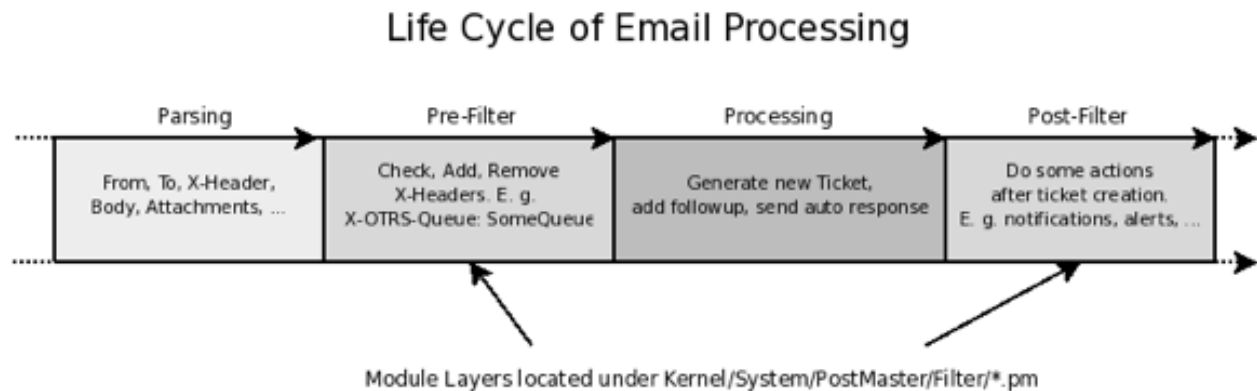 Life Cycle of Email Processing
Parsing
Pre-Filter
Processing
Post-Filter
From, To, X-Header,
Body, Attachments, ...
Check, Add, Remove
X-Headers. E. g.
X-OTRS-Queue: SomeQueue
Generate new Ticket,
add followup, send auto response
Do some actions
after ticket creation.
E. g. notifications, alerts, ...
Module Layers located under Kernel/System/PostMaster/Filter/*.pm